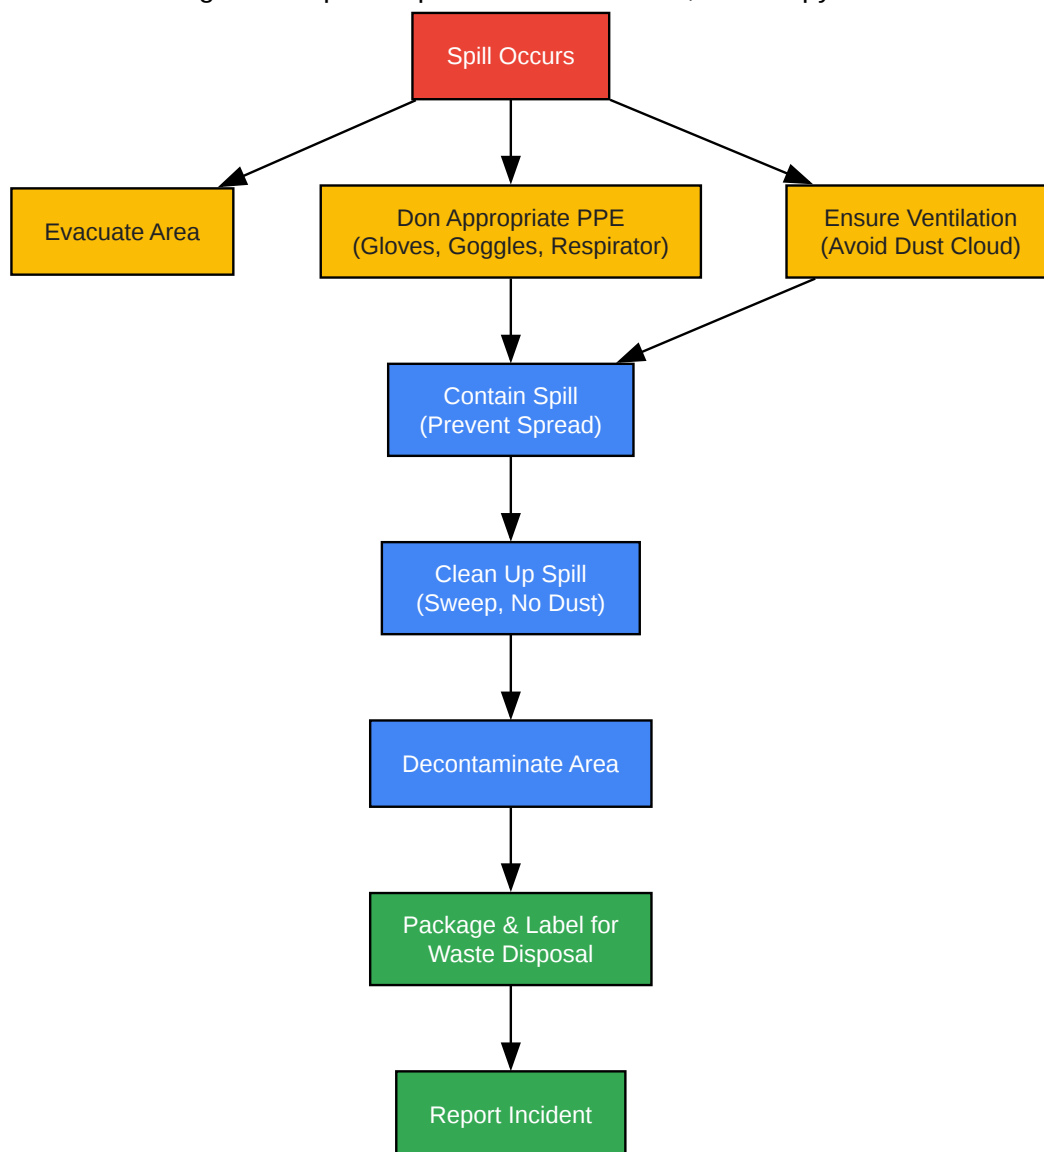 Spill Occurs
Evacuate Area
Don Appropriate PPE
(Gloves, Goggles, Respirator)
Ensure Ventilation
(Avoid Dust Cloud)
Contain Spill
(Prevent Spread)
Clean Up Spill
(Sweep, No Dust)
Decontaminate Area
Package & Label for
Waste Disposal
Report Incident